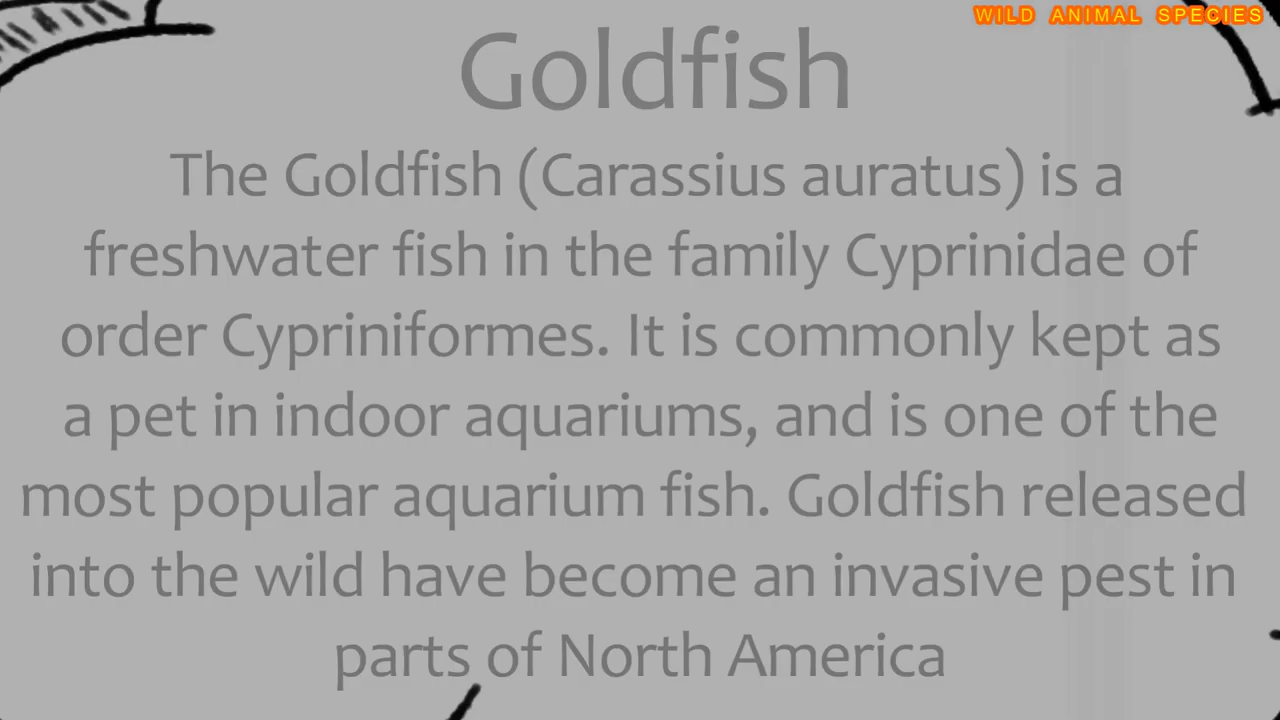 WILD ANIMAL SPECIES
Goldfish
The Goldfish (Carassius auratus) is a
freshwater fish in the family Cyprinidae of
order Cypriniformes. It is commonly kept as
a pet in indoor aquariums, and is one of the
most popular aquarium fish. Goldfish released
into the wild have become an invasive pest in
parts of North America